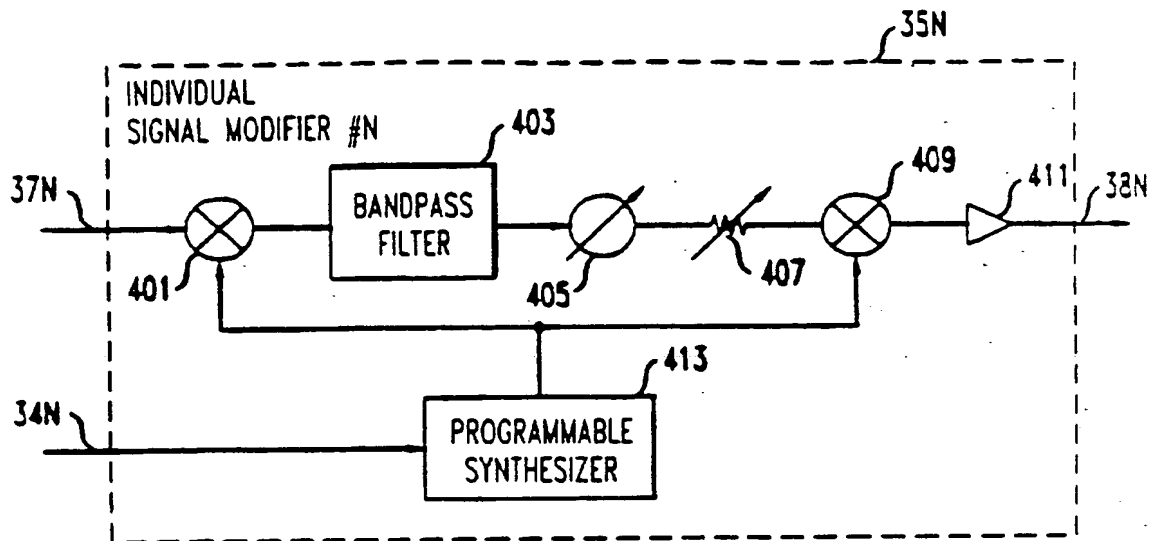 35N
INDIVIDUAL
SIGNAL MODIFIER #N
403
409
411
37N
38N
BANDPASS
FILTER
401
405
407
413
34N
PROGRAMMABLE
SYNTHESIZER